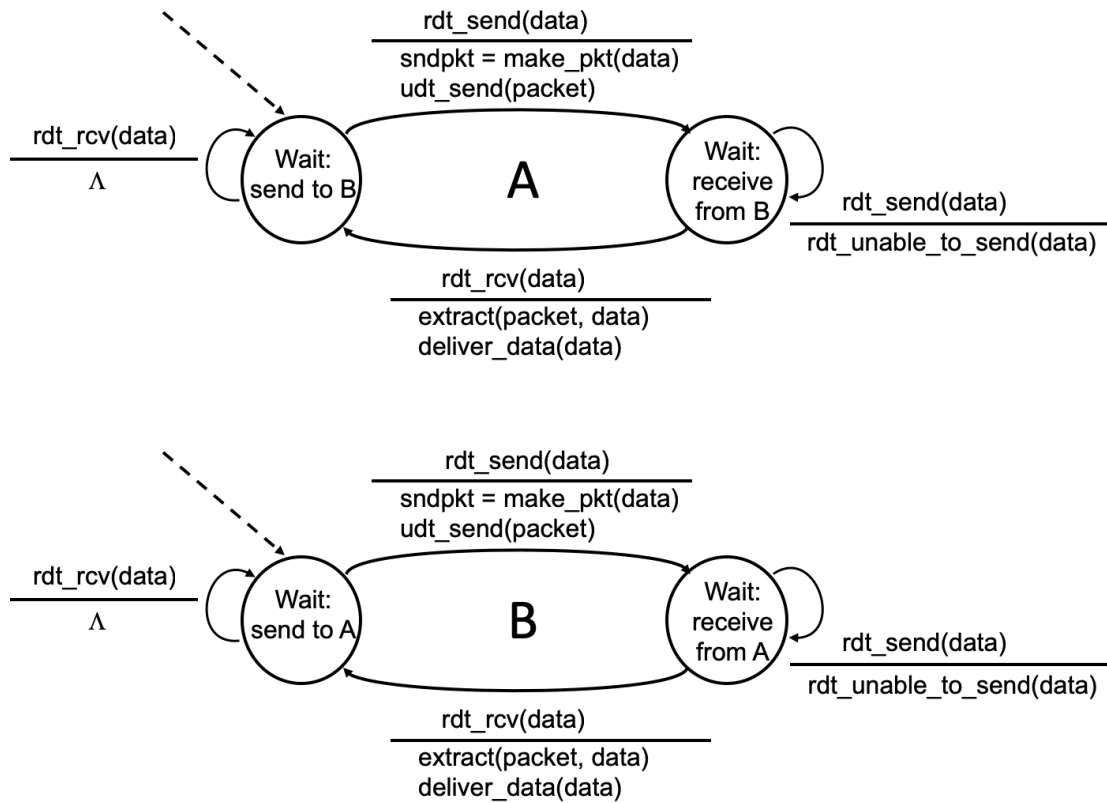 rdt_send(data)
sndpkt = make_pkt(data)
udt_send(packet)
rdt_rcv(data)
Λ
Wait:
send to B
A
Wait:
receive
from B
rdt_send(data)
rdt_unable_to_send(data)
rdt_rcv(data)
extract(packet, data)
deliver_data(data)
rdt_send(data)
sndpkt = make_pkt(data)
udt_send(packet)
rdt_rcv(data)
Λ
Wait:
send to A
B
Wait:
receive
from A
rdt_send(data)
rdt_unable_to_send(data)
rdt_rcv(data)
extract(packet, data)
deliver_data(data)